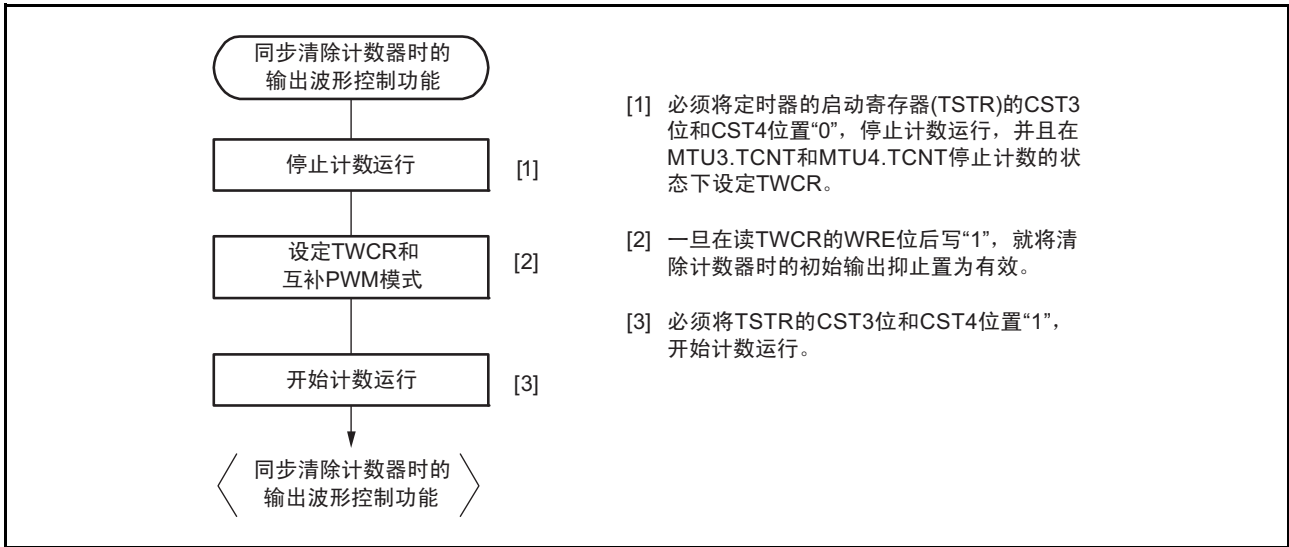 同步清除计数器时的
输出波形控制功能
停止计数运行
[1]
设定TWCR和
互补PWM模式
[2]
开始计数运行
[3]
同步清除计数器时的
输出波形控制功能
[1] 必须将定时器的启动寄存器(TSTR)的CST3
位和CST4位置“0”，停止计数运行，并且在
MTU3.TCNT和MTU4.TCNT停止计数的状
态下设定TWCR。
[2] 一旦在读TWCR的WRE位后写“1”，就将清
除计数器时的初始输出抑止置为有效。
[3] 必须将TSTR的CST3位和CST4位置“1”，
开始计数运行。